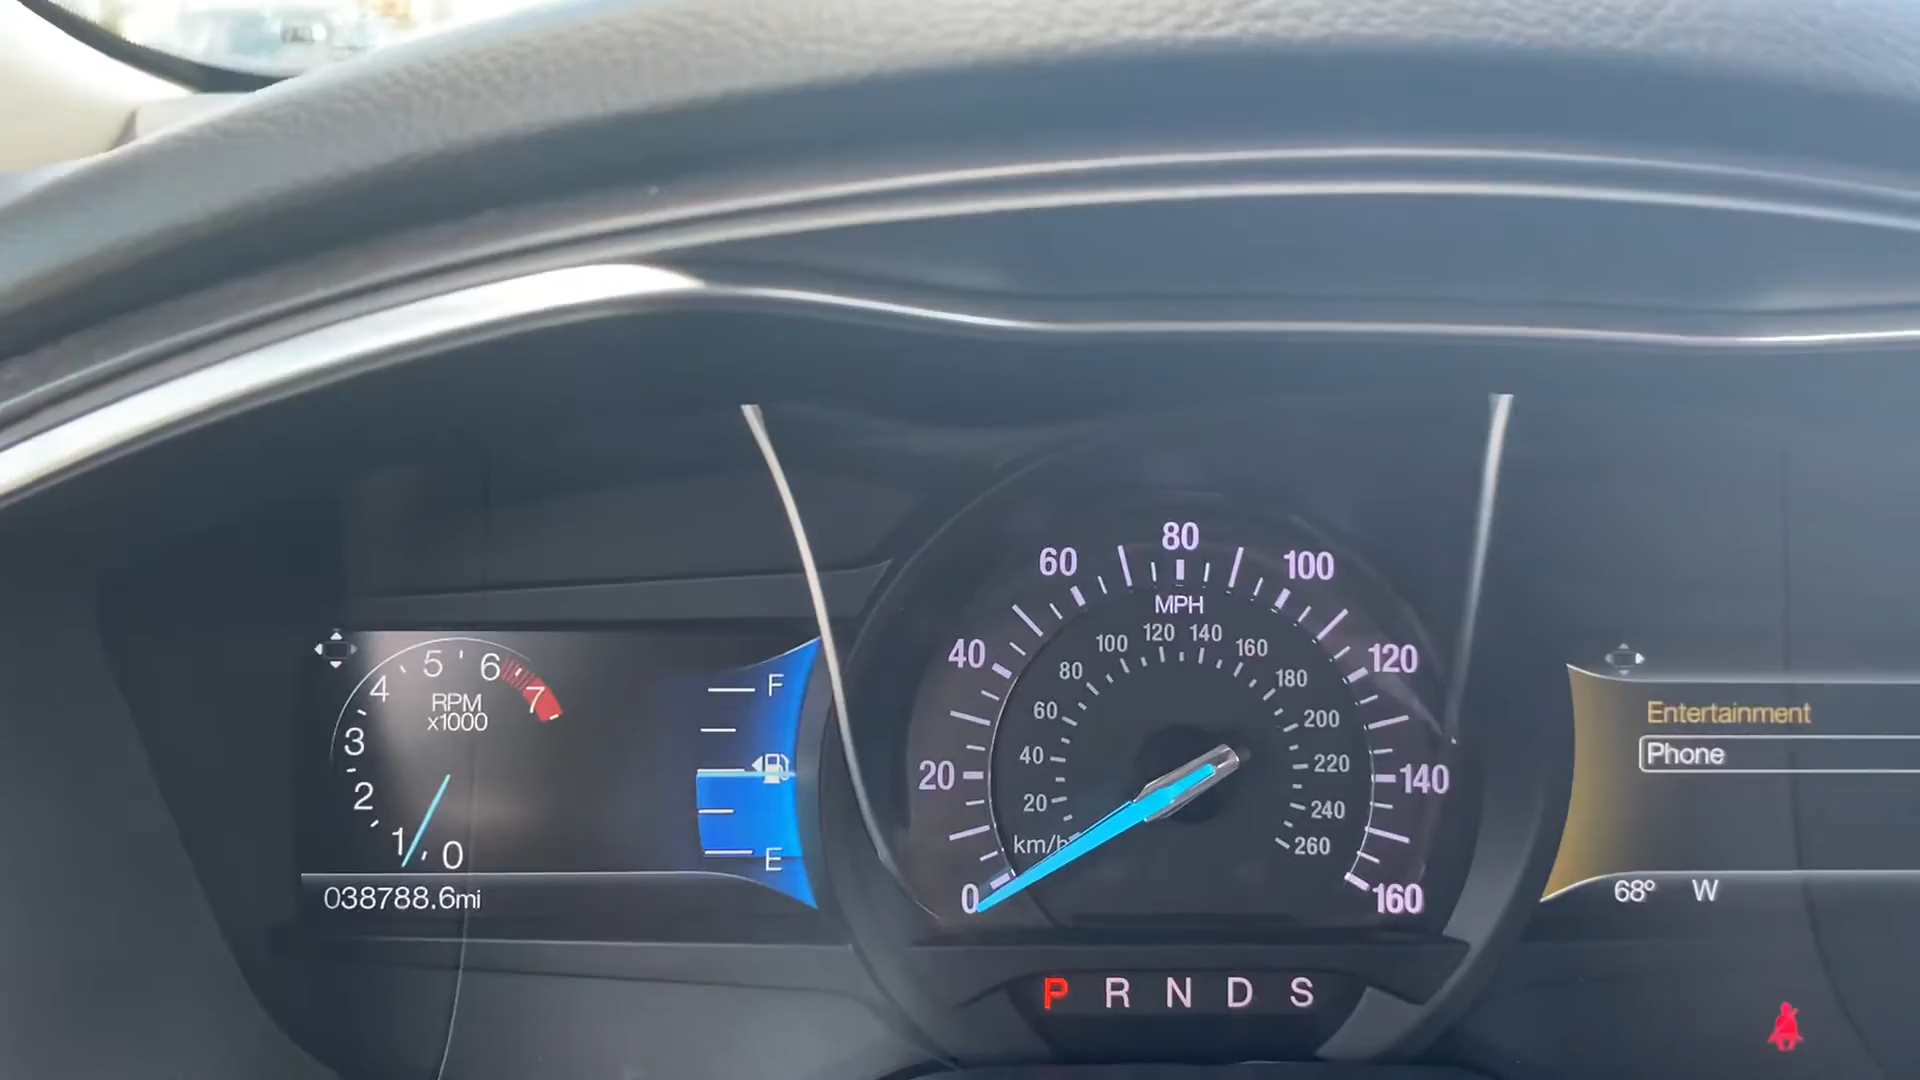 0 1 2 3 4 5 6 7
RPM
x1000
F
E
038788.6mi
0 20 40 60 80 100 120 140 160
MPH
20 40 60 80 100 120 140 160 180 200 220 240 260
km/h
P R N D S
Entertainment
Phone
68° W